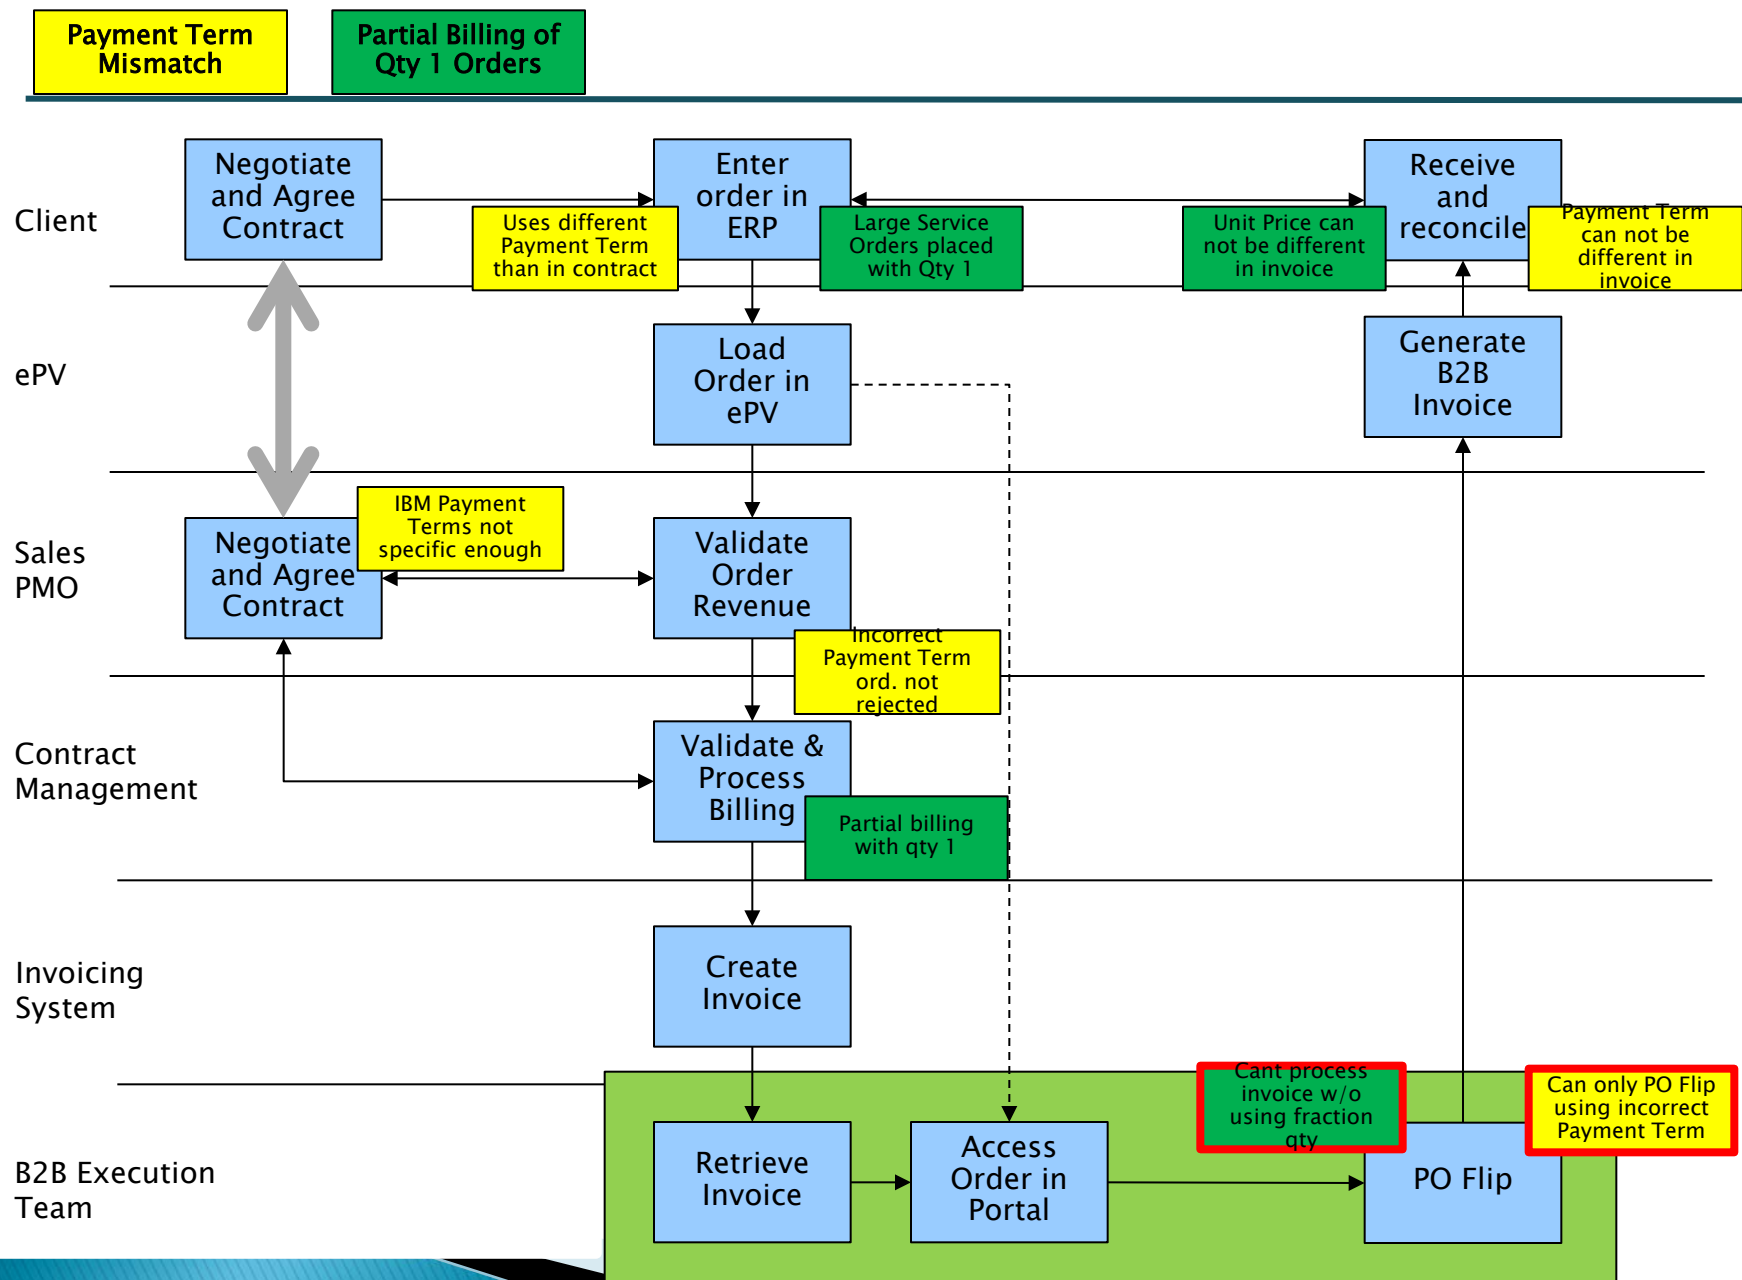 Payment Term
Mismatch
Partial Billing of
Qty 1 Orders
Client
Negotiate
and Agree
Contract
Enter
order in
ERP
Receive
and
reconcile
Uses different
Payment Term
than in contract
Large Service
Orders placed
with Qty 1
Unit Price can
not be different
in invoice
Payment Term
can not be
different in
invoice
ePV
Load
Order in
ePV
Generate
B2B
Invoice
Sales
PMO
Negotiate
and Agree
Contract
IBM Payment
Terms not
specific enough
Validate
Order
Revenue
Incorrect
Payment Term
ord. not
rejected
Contract
Management
Validate &
Process
Billing
Partial billing
with qty 1
Invoicing
System
Create
Invoice
B2B Execution
Team
Retrieve
Invoice
Access
Order in
Portal
Cant process
invoice w/o
using fraction
qty
PO Flip
Can only PO Flip
using incorrect
Payment Term